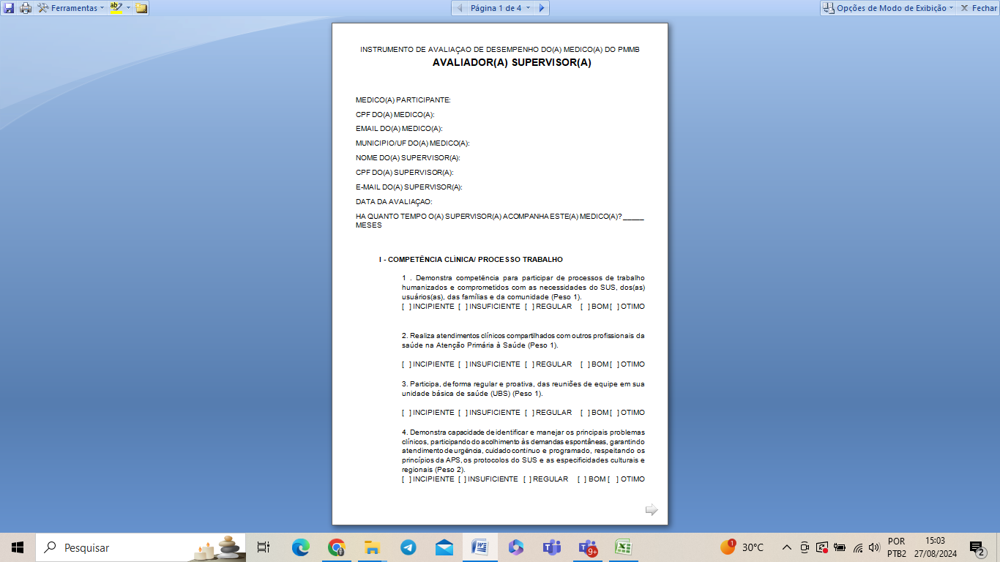 Ferramentas
Página 1 de 4
Opções de Modo de Exibição
Fechar
INSTRUMENTO DE AVALIAÇAO DE DESEMPENHO DO(A) MEDICO(A) DO PMMB
AVALIADOR(A) SUPERVISOR(A)
MEDICO(A) PARTICIPANTE:
CPF DO(A) MEDICO(A):
EMAIL DO(A) MEDICO(A):
MUNICIPIO/UF DO(A) MEDICO(A):
NOME DO(A) SUPERVISOR(A):
CPF DO(A) SUPERVISOR(A):
E-MAIL DO(A) SUPERVISOR(A):
DATA DA AVALIAÇAO:
HA QUANTO TEMPO O(A) SUPERVISOR(A) ACOMPANHA ESTE(A) MEDICO(A)? _____
MESES
I - COMPETÊNCIA CLÍNICA/ PROCESSO TRABALHO
1 . Demonstra competência para participar de processos de trabalho
humanizados e comprometidos com as necessidades do SUS, dos(as)
usuários(as), das famílias e da comunidade (Peso 1).
[ ] INCIPIENTE [ ] INSUFICIENTE [ ] REGULAR [ ] BOM [ ] OTIMO
2. Realiza atendimentos clínicos compartilhados com outros profissionais da
saúde na Atenção Primária à Saúde (Peso 1).
[ ] INCIPIENTE [ ] INSUFICIENTE [ ] REGULAR [ ] BOM [ ] OTIMO
3. Participa, de forma regular e proativa, das reuniões de equipe em sua
unidade básica de saúde (UBS) (Peso 1).
[ ] INCIPIENTE [ ] INSUFICIENTE [ ] REGULAR [ ] BOM [ ] OTIMO
4. Demonstra capacidade de identificar e manejar os principais problemas
clínicos, participando do acolhimento às demandas espontâneas, garantindo
atendimento de urgência, cuidado contínuo e programado, respeitando os
princípios da APS, os protocolos do SUS e as especificidades culturais e
regionais (Peso 2).
[ ] INCIPIENTE [ ] INSUFICIENTE [ ] REGULAR [ ] BOM [ ] OTIMO
Pesquisar
9+
1
30°C
POR
PTB2
15:03
27/08/2024
2